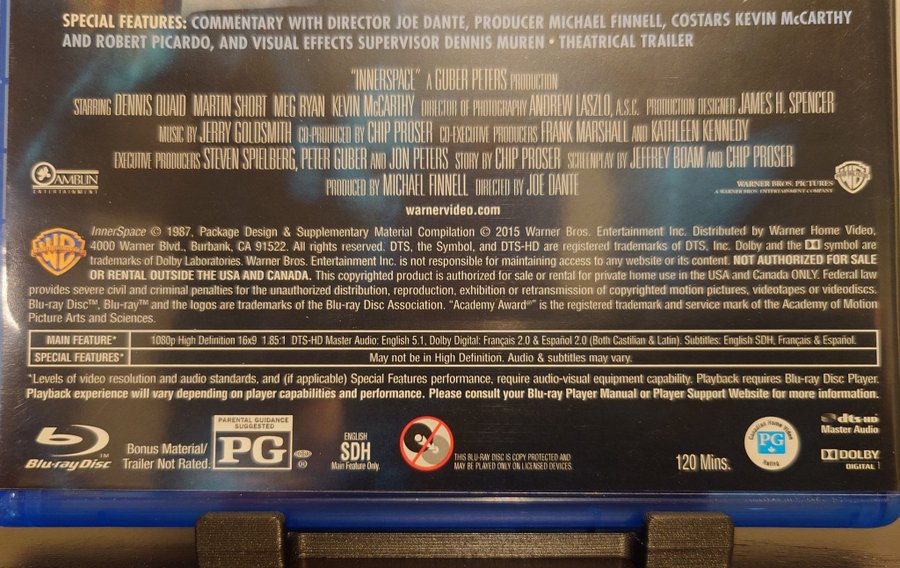 SPECIAL FEATURES: COMMENTARY WITH DIRECTOR JOE DANTE, PRODUCER MICHAEL FINNELL, COSTARS KEVIN McCARTHY
AND ROBERT PICARDO, AND VISUAL EFFECTS SUPERVISOR DENNIS MUREN • THEATRICAL TRAILER
"INNERSPACE" A GUBER PETERS PRODUCTION
STARRING DENNIS QUAID MARTIN SHORT MEG RYAN KEVIN McCARTHY DIRECTOR OF PHOTOGRAPHY ANDREW LASZLO, A.S.C. PRODUCTION DESIGNER JAMES H. SPENCER
MUSIC BY JERRY GOLDSMITH CO-PRODUCED BY CHIP PROSER CO-EXECUTIVE PRODUCERS FRANK MARSHALL AND KATHLEEN KENNEDY
EXECUTIVE PRODUCERS STEVEN SPIELBERG, PETER GUBER AND JON PETERS STORY BY CHIP PROSER SCREENPLAY BY JEFFREY BOAM AND CHIP PROSER
PRODUCED BY MICHAEL FINNELL DIRECTED BY JOE DANTE
AMBLIN
ENTERTAINMENT
WARNER BROS. PICTURES
A WARNER BROS. ENTERTAINMENT COMPANY
warnervideo.com
InnerSpace © 1987, Package Design & Supplementary Material Compilation © 2015 Warner Bros. Entertainment Inc. Distributed by Warner Home Video,
4000 Warner Blvd., Burbank, CA 91522. All rights reserved. DTS, the Symbol, and DTS-HD are registered trademarks of DTS, Inc. Dolby and the symbol are
trademarks of Dolby Laboratories. Warner Bros. Entertainment Inc. is not responsible for maintaining access to any website or its content. NOT AUTHORIZED FOR SALE
OR RENTAL OUTSIDE THE USA AND CANADA. This copyrighted product is authorized for sale or rental for private home use in the USA and Canada ONLY. Federal law
provides severe civil and criminal penalties for the unauthorized distribution, reproduction, exhibition or retransmission of copyrighted motion pictures, videotapes or videodiscs.
Blu-ray Disc™, Blu-ray™ and the logos are trademarks of the Blu-ray Disc Association. "Academy Award®" is the registered trademark and service mark of the Academy of Motion
Picture Arts and Sciences.
MAIN FEATURE* 1080p High Definition 16x9 1.85:1 DTS-HD Master Audio: English 5.1, Dolby Digital: Français 2.0 & Español 2.0 (Both Castilian & Latin). Subtitles: English SDH, Français & Español.
SPECIAL FEATURES* May not be in High Definition. Audio & subtitles may vary.
*Levels of video resolution and audio standards, and (if applicable) Special Features performance, require audio-visual equipment capability. Playback requires Blu-ray Disc Player.
Playback experience will vary depending on player capabilities and performance. Please consult your Blu-ray Player Manual or Player Support Website for more information.
Blu-ray Disc™
Bonus Material/
Trailer Not Rated.
PARENTAL GUIDANCE SUGGESTED
PG
®
ENGLISH
SDH
Main Feature Only.
THIS BLU-RAY DISC IS COPY PROTECTED AND
MAY BE PLAYED ONLY ON LICENSED DEVICES.
120 Mins.
Canadian Home Video
PG
Rating
dts-HD
Master Audio
DOLBY
DIGITAL